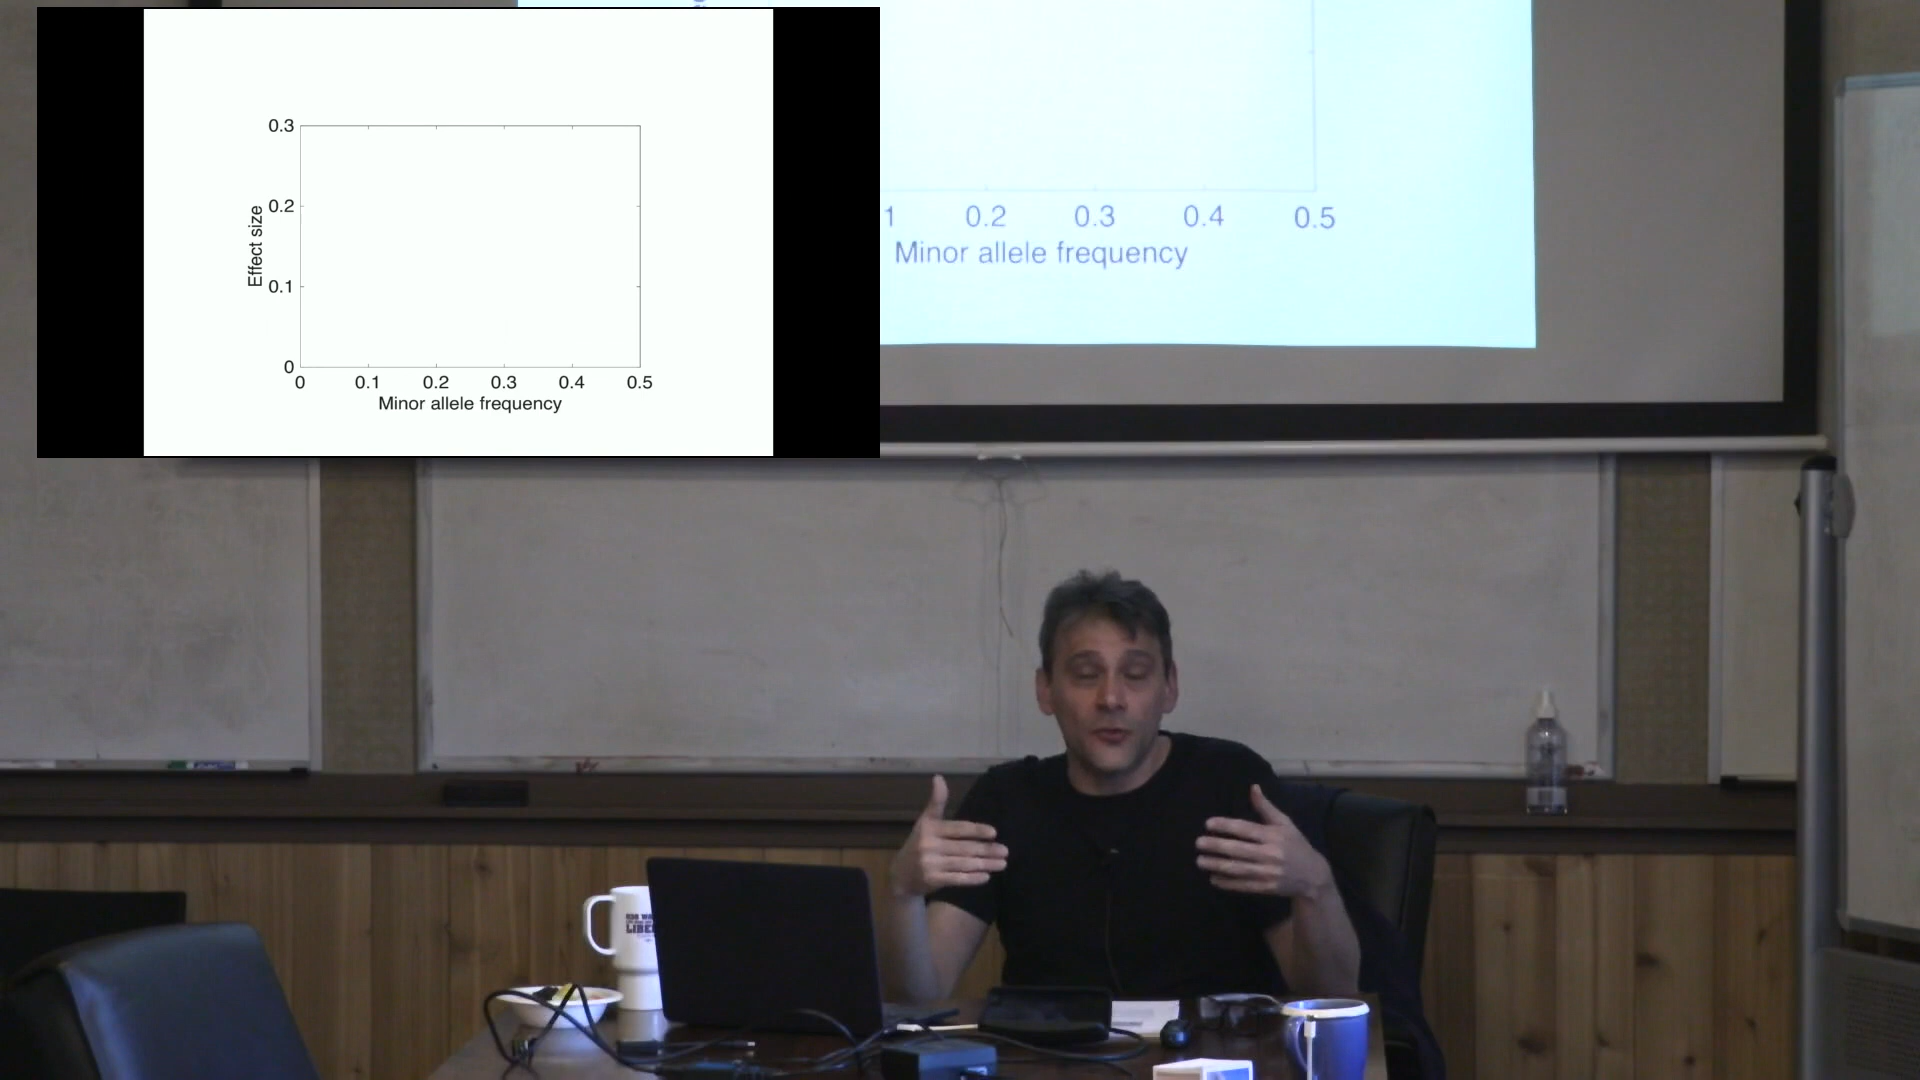 0.3
0.2
0.1
0
Effect size
0 0.1 0.2 0.3 0.4 0.5
Minor allele frequency
1 0.2 0.3 0.4 0.5
Minor allele frequency